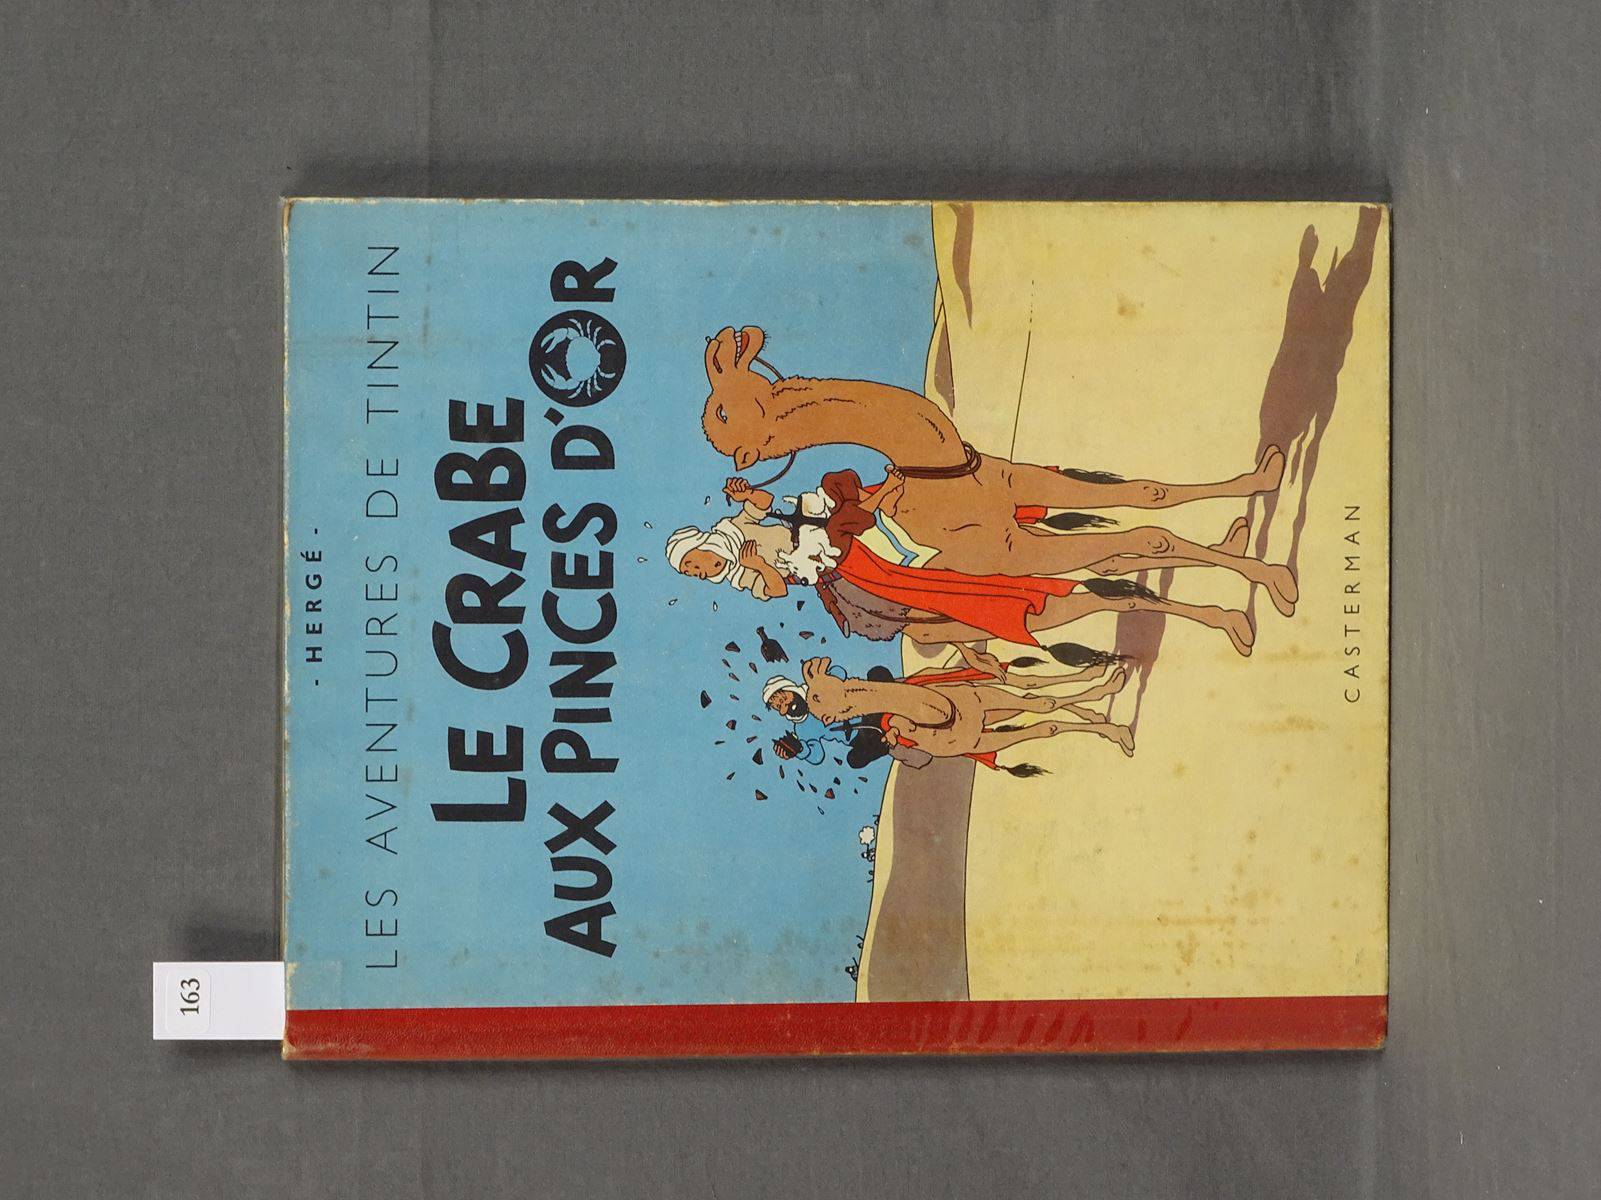 - HERGÉ -
LES AVENTURES DE TINTIN
LE CRABE
AUX PINCES D'OR
CASTERMAN
163